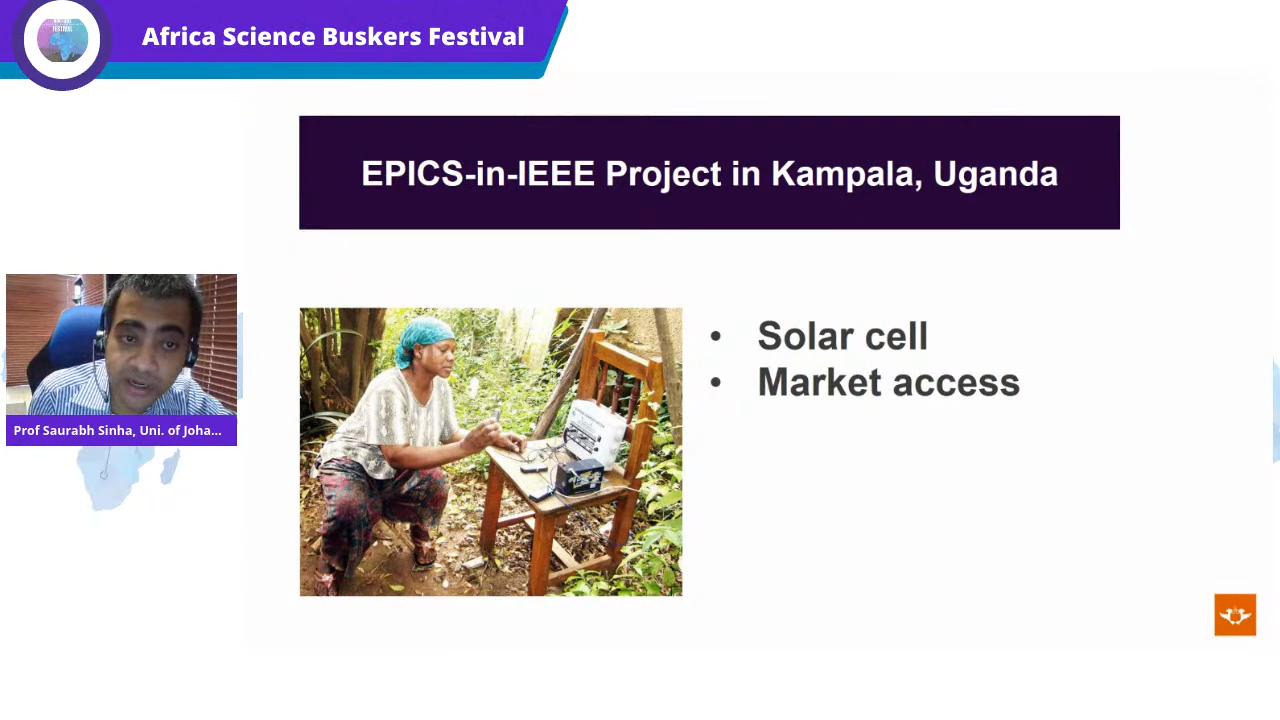 FESTIVAL
Africa Science Buskers Festival
EPICS-in-IEEE Project in Kampala, Uganda
• Solar cell
• Market access
Prof Saurabh Sinha, Uni. of Joha...